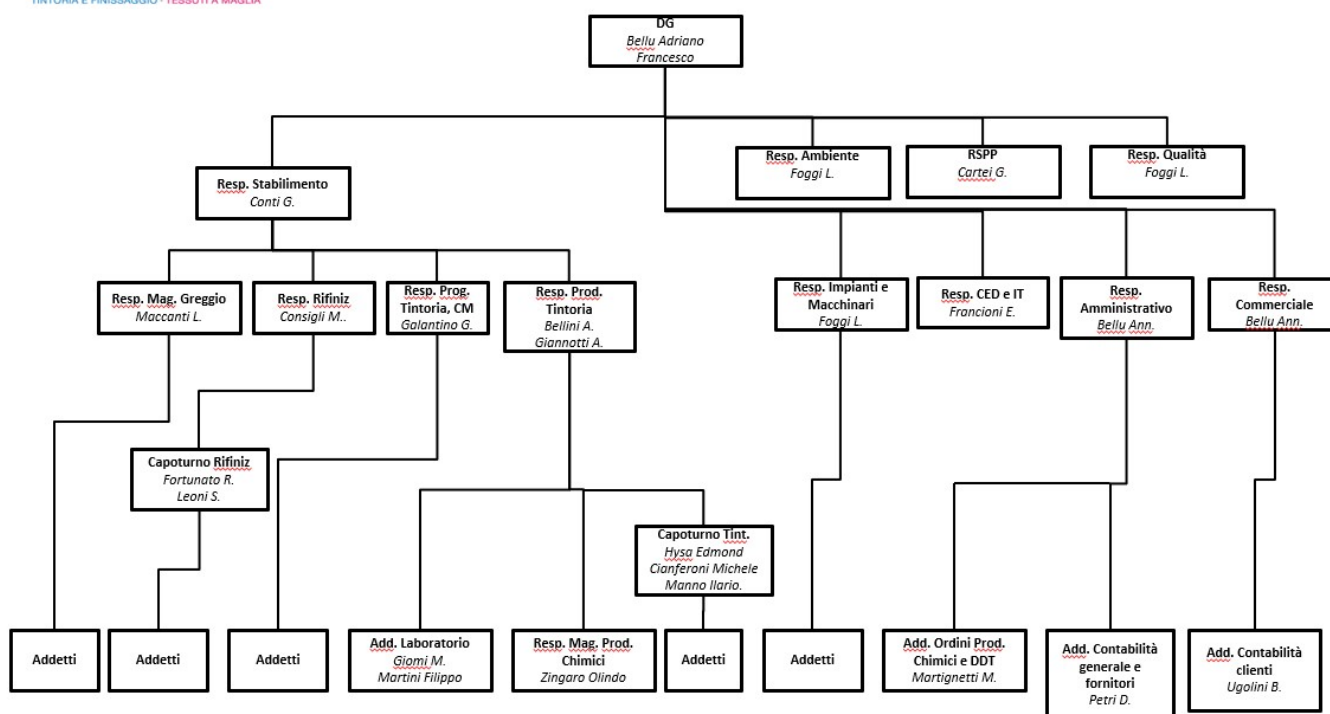 TINTORIA E FINISSAGGIO · TESSUTI A MAGLIA
DG
Bellu Adriano
Francesco
Resp. Stabilimento
Conti G.
Resp. Ambiente
Foggi L.
RSPP
Cartei G.
Resp. Qualità
Foggi L.
Resp. Mag. Greggio
Maccanti L.
Resp. Rifiniz
Consigli M..
Resp. Prog.
Tintoria, CM
Galantino G.
Resp. Prod.
Tintoria
Bellini A.
Giannotti A.
Resp. Impianti e
Macchinari
Foggi L.
Resp. CED e IT
Francioni E.
Resp.
Amministrativo
Bellu Ann.
Resp.
Commerciale
Bellu Ann.
Capoturno Rifiniz
Fortunato R.
Leoni S.
Capoturno Tint.
Hysa Edmond
Cianferoni Michele
Manno Ilario.
Addetti
Addetti
Addetti
Add. Laboratorio
Giomi M.
Martini Filippo
Resp. Mag. Prod.
Chimici
Zingaro Olindo
Addetti
Addetti
Add. Ordini Prod.
Chimici e DDT
Martignetti M.
Add. Contabilità
generale e
fornitori
Petri D.
Add. Contabilità
clienti
Ugolini B.